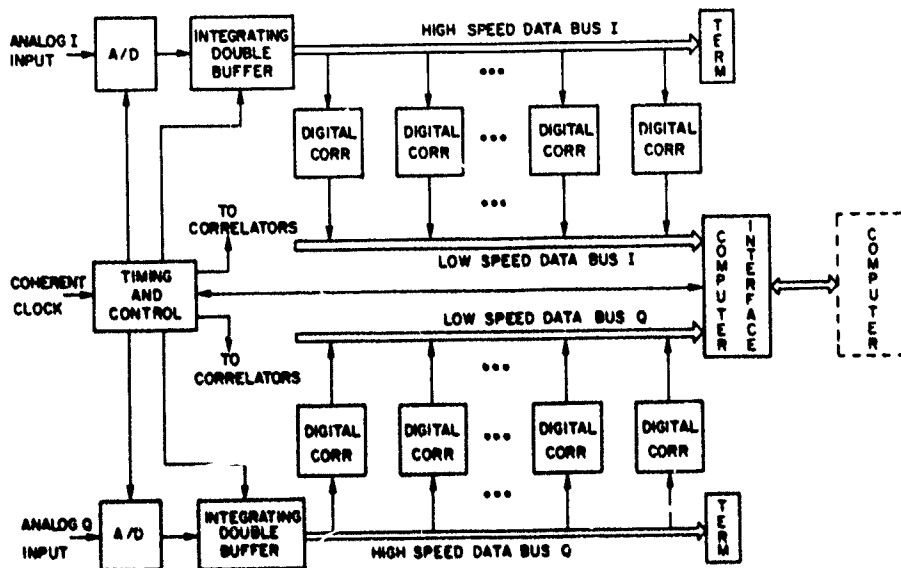 ANALOG I
INPUT
A/D
INTEGRATING
DOUBLE
BUFFER
HIGH SPEED DATA BUS I
TERM
DIGITAL
CORR
DIGITAL
CORR
DIGITAL
CORR
DIGITAL
CORR
TO
CORRELATORS
LOW SPEED DATA BUS I
COHERENT
CLOCK
TIMING
AND
CONTROL
COMPUTER
INTERFACE
COMPUTER
LOW SPEED DATA BUS Q
TO
CORRELATORS
DIGITAL
CORR
DIGITAL
CORR
DIGITAL
CORR
DIGITAL
CORR
ANALOG Q
INPUT
A/D
INTEGRATING
DOUBLE
BUFFER
HIGH SPEED DATA BUS Q
TERM